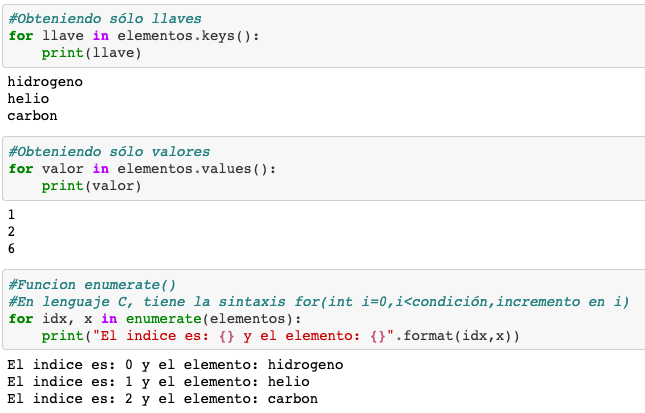 #Obteniendo sólo llaves
for llave in elementos.keys():
    print(llave)
hidrogeno
helio
carbon
#Obteniendo sólo valores
for valor in elementos.values():
    print(valor)
1
2
6
#Funcion enumerate()
#En lenguaje C, tiene la sintaxis for(int i=0,i<condición,incremento en i)
for idx, x in enumerate(elementos):
    print("El indice es: {} y el elemento: {}".format(idx,x))
El indice es: 0 y el elemento: hidrogeno
El indice es: 1 y el elemento: helio
El indice es: 2 y el elemento: carbon